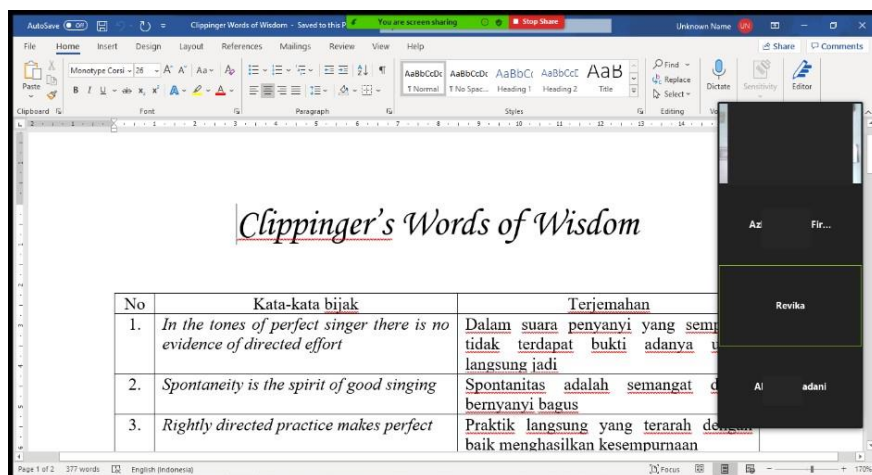 AutoSave Off Clippinger Words of Wisdom - Saved to this P You are screen sharing Stop Share Unknown Name UN
File Home Insert Design Layout References Mailings Review View Help Share Comments
Monotype Corsi 26 AaBbCcDc AaBbCcDc AaBbC AaBbCcE AaB Find
Paste 1 Normal 1 No Spac... Heading 1 Heading 2 Title Replace Select Dictate Sensitivity Editor
Clipboard Font Paragraph Styles Editing
Clippinger's Words of Wisdom
No Kata-kata bijak Terjemahan
1. In the tones of perfect singer there is no Dalam suara penyanyi yang
evidence of directed effort tidak terdapat bukti adanya
langsung jadi
2. Spontaneity is the spirit of good singing Spontanitas adalah semangat
bernyanyi bagus
3. Rightly directed practice makes perfect Praktik langsung yang terarah dengan
baik menghasilkan kesempurnaan
Fir...
Revika
adani
Page 1 of 2 377 words English (Indonesia) Focus 170%